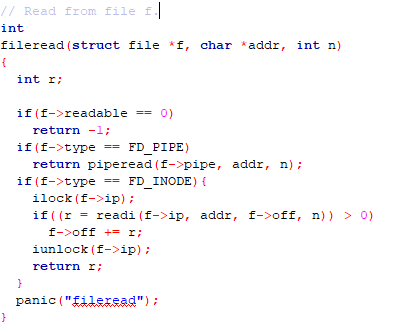 // Read from file f.
int
fileread(struct file *f, char *addr, int n)
{
  int r;

  if(f->readable == 0)
    return -1;
  if(f->type == FD_PIPE)
    return piperead(f->pipe, addr, n);
  if(f->type == FD_INODE){
    ilock(f->ip);
    if((r = readi(f->ip, addr, f->off, n)) > 0)
      f->off += r;
    iunlock(f->ip);
    return r;
  }
  panic("fileread");
}